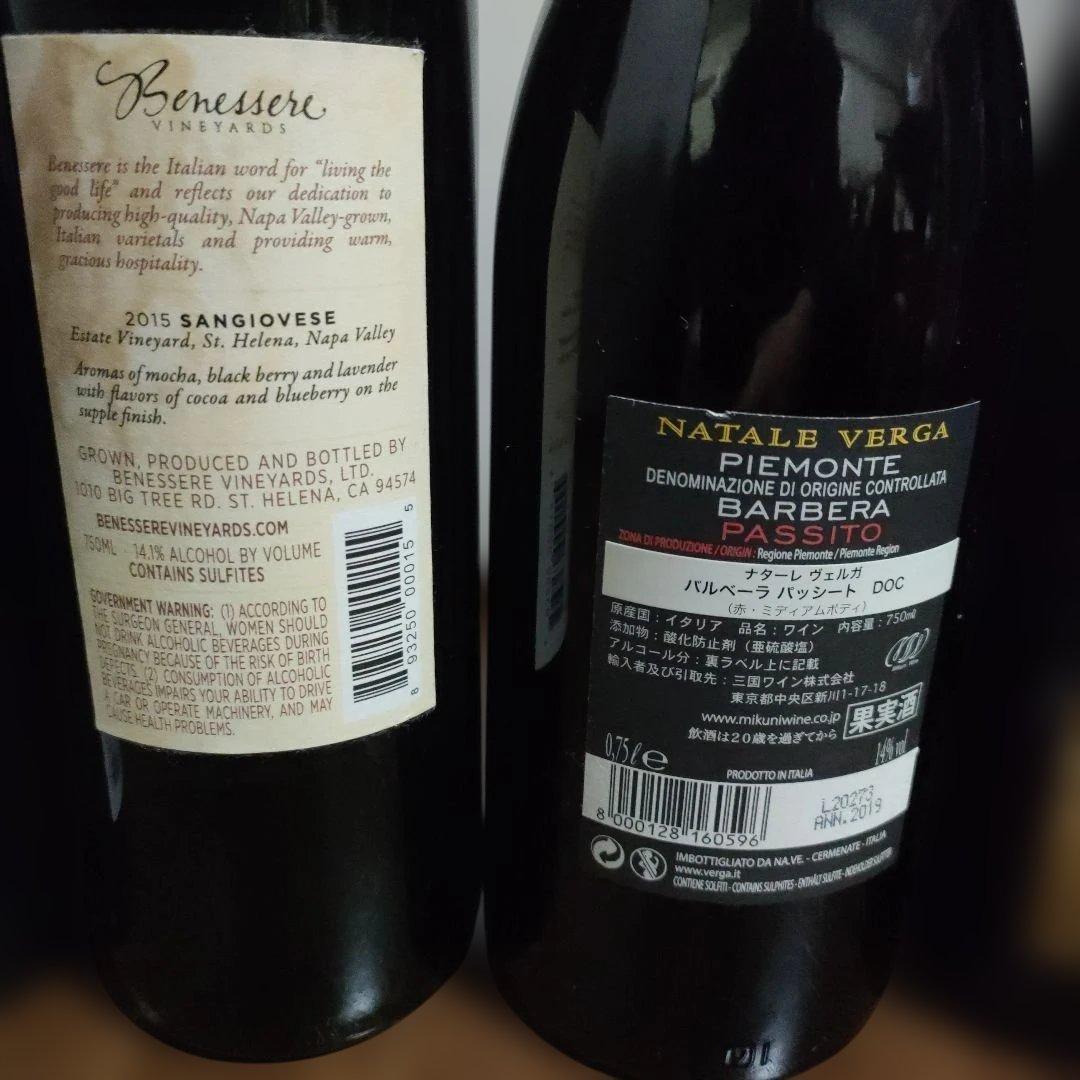 Benessere
VINEYARDS
Benessere is the Italian word for “living the
good life” and reflects our dedication to
producing high-quality, Napa Valley-grown,
Italian varietals and providing warm,
gracious hospitality.
2015 SANGIOVESE
Estate Vineyard, St. Helena, Napa Valley
Aromas of mocha, black berry and lavender
with flavors of cocoa and blueberry on the
supple finish.
GROWN, PRODUCED AND BOTTLED BY
BENESSERE VINEYARDS, LTD.
1010 BIG TREE RD. ST. HELENA, CA 94574
BENESSEREVINEYARDS.COM
750ML 14.1% ALCOHOL BY VOLUME
CONTAINS SULFITES
GOVERNMENT WARNING: (1) ACCORDING TO
THE SURGEON GENERAL, WOMEN SHOULD
NOT DRINK ALCOHOLIC BEVERAGES DURING
PREGNANCY BECAUSE OF THE RISK OF BIRTH
DEFECTS. (2) CONSUMPTION OF ALCOHOLIC
BEVERAGES IMPAIRS YOUR ABILITY TO DRIVE
A CAR OR OPERATE MACHINERY, AND MAY
CAUSE HEALTH PROBLEMS.
8 93250 00015 5
NATALE VERGA
PIEMONTE
DENOMINAZIONE DI ORIGINE CONTROLLATA
BARBERA
PASSITO
ZONA DI PRODUZIONE / ORIGIN: Regione Piemonte / Piemonte Region
ナターレ ヴェルガ
バルベーラ パッシート DOC
(赤・ミディアムボディ)
原産国：イタリア 品名：ワイン 内容量：750ml
添加物：酸化防止剤（亜硫酸塩）
アルコール分：裏ラベル上に記載
輸入者及び引取先：三国ワイン株式会社
東京都中央区新川1-17-18
www.mikuniwine.co.jp
果実酒
飲酒は20歳を過ぎてから
0,75 l e
14% vol
PRODOTTO IN ITALIA
L20273
ANN.2019
8 000128 160596
IMBOTTIGLIATO DA NA.VE. - CERMENATE - ITALIA
www.verga.it
CONTIENE SOLFITI - CONTAINS SULPHITES - ENTHÄLT SULFITE - INDEHOLDER SULFITTER